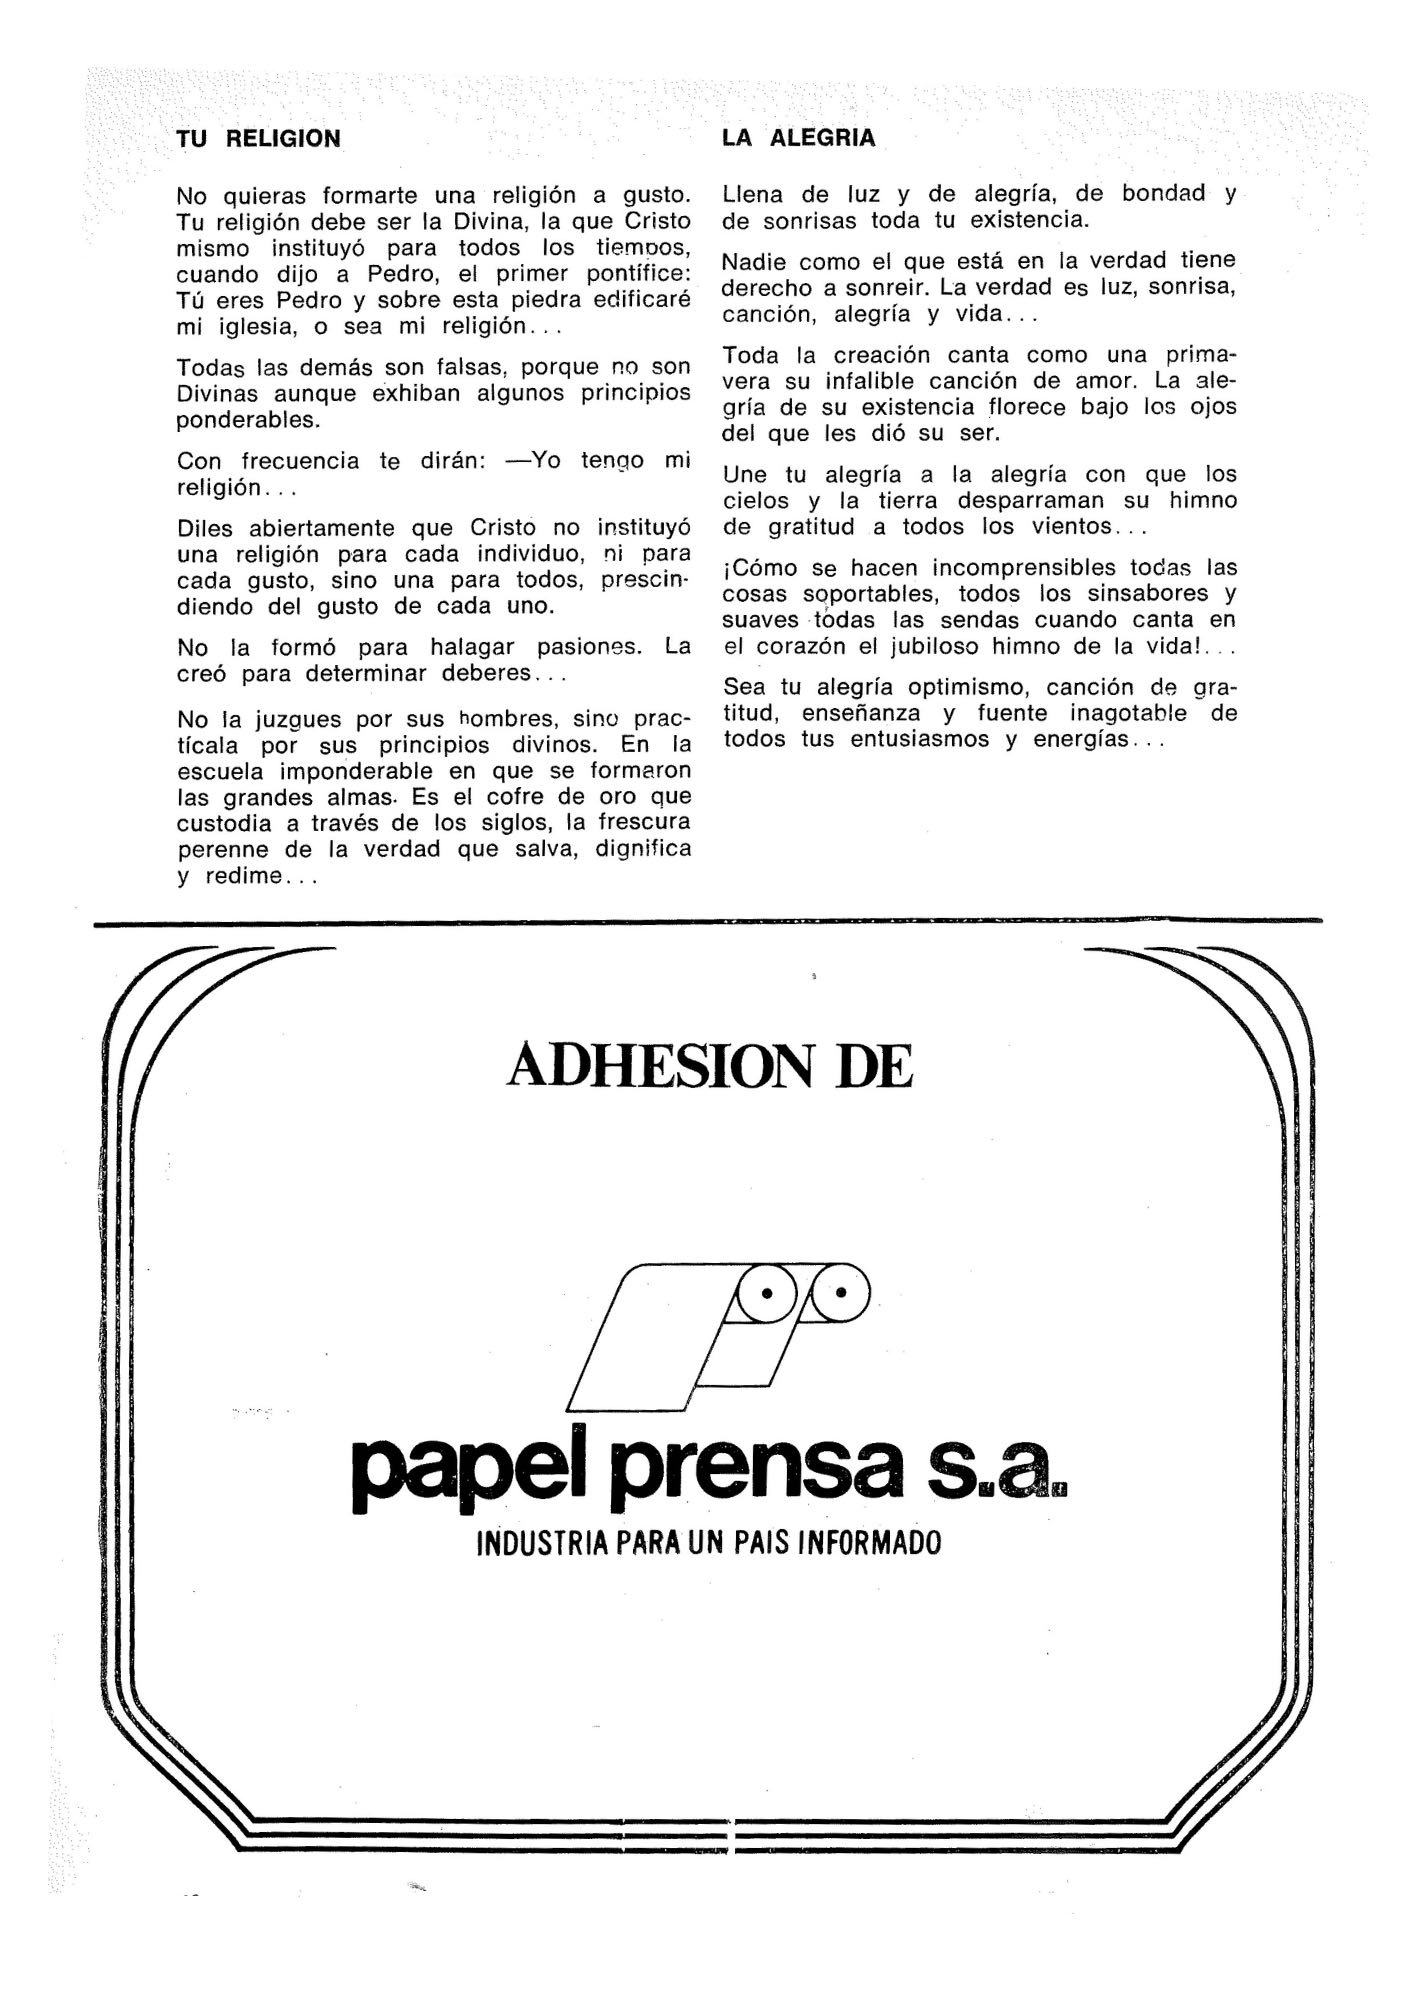 TU RELIGION
No quieras formarte una religión a gusto.
Tu religión debe ser la Divina, la que Cristo
mismo instituyó para todos los tiempos,
cuando dijo a Pedro, el primer pontífice:
Tú eres Pedro y sobre esta piedra edificaré
mi iglesia, o sea mi religión...
Todas las demás son falsas, porque no son
Divinas aunque exhiban algunos principios
ponderables.
Con frecuencia te dirán: —Yo tengo mi
religión...
Diles abiertamente que Cristo no instituyó
una religión para cada individuo, ni para
cada gusto, sino una para todos, prescin-
diendo del gusto de cada uno.
No la formó para halagar pasiones. La
creó para determinar deberes...
No la juzgues por sus hombres, sino prac-
tícala por sus principios divinos. En la
escuela imponderable en que se formaron
las grandes almas. Es el cofre de oro que
custodia a través de los siglos, la frescura
perenne de la verdad que salva, dignifica
y redime...
LA ALEGRIA
Llena de luz y de alegría, de bondad y
de sonrisas toda tu existencia.
Nadie como el que está en la verdad tiene
derecho a sonreir. La verdad es luz, sonrisa,
canción, alegría y vida...
Toda la creación canta como una prima-
vera su infalible canción de amor. La ale-
gría de su existencia florece bajo los ojos
del que les dió su ser.
Une tu alegría a la alegría con que los
cielos y la tierra desparraman su himno
de gratitud a todos los vientos...
¡Cómo se hacen incomprensibles todas las
cosas soportables, todos los sinsabores y
suaves todas las sendas cuando canta en
el corazón el jubiloso himno de la vida!...
Sea tu alegría optimismo, canción de gra-
titud, enseñanza y fuente inagotable de
todos tus entusiasmos y energías...
ADHESION DE
papel prensa s.a.
INDUSTRIA PARA UN PAIS INFORMADO